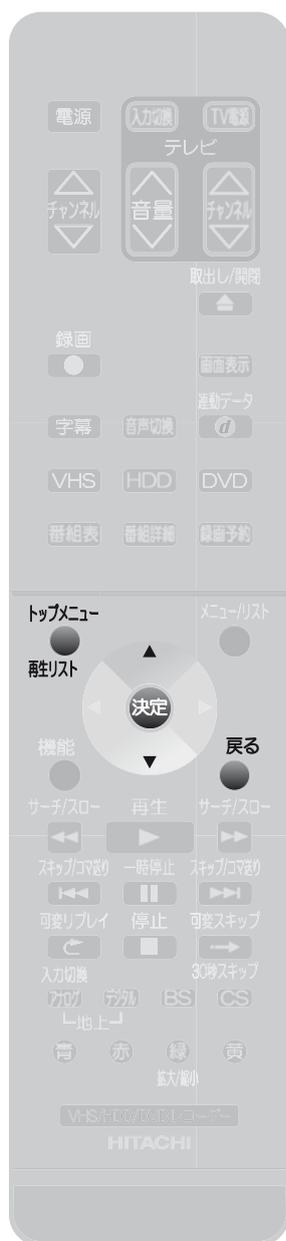 電源 入力切換 TV電源
テレビ
チャンネル 音量 チャンネル
取出し/開閉
録画
画面表示
連動データ
字幕 音声切換 d
VHS HDD DVD
番組表 番組詳細 録画予約
トップメニュー メニュー/リスト
再生リスト
決定
機能 戻る
サーチ/スロー 再生 サーチ/スロー
スキップ/コマ送り 一時停止 スキップ/コマ送り
可変リプレイ 停止 可変スキップ
入力切換 30秒スキップ
アナログ デジタル BS CS
地上
青 赤 緑 黄
拡大/縮小
VHS/HDD/DVDレコーダー
HITACHI